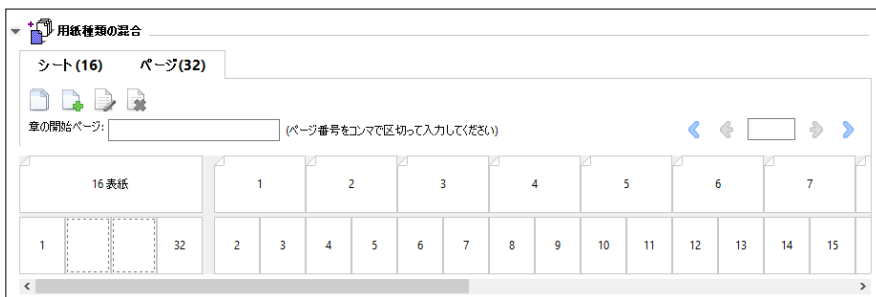 用紙種類の混合
シート(16) ページ(32)
章の開始ページ: (ページ番号をコンマで区切って入力してください)
16 表紙 1 2 3 4 5 6 7
1 32 2 3 4 5 6 7 8 9 10 11 12 13 14 15